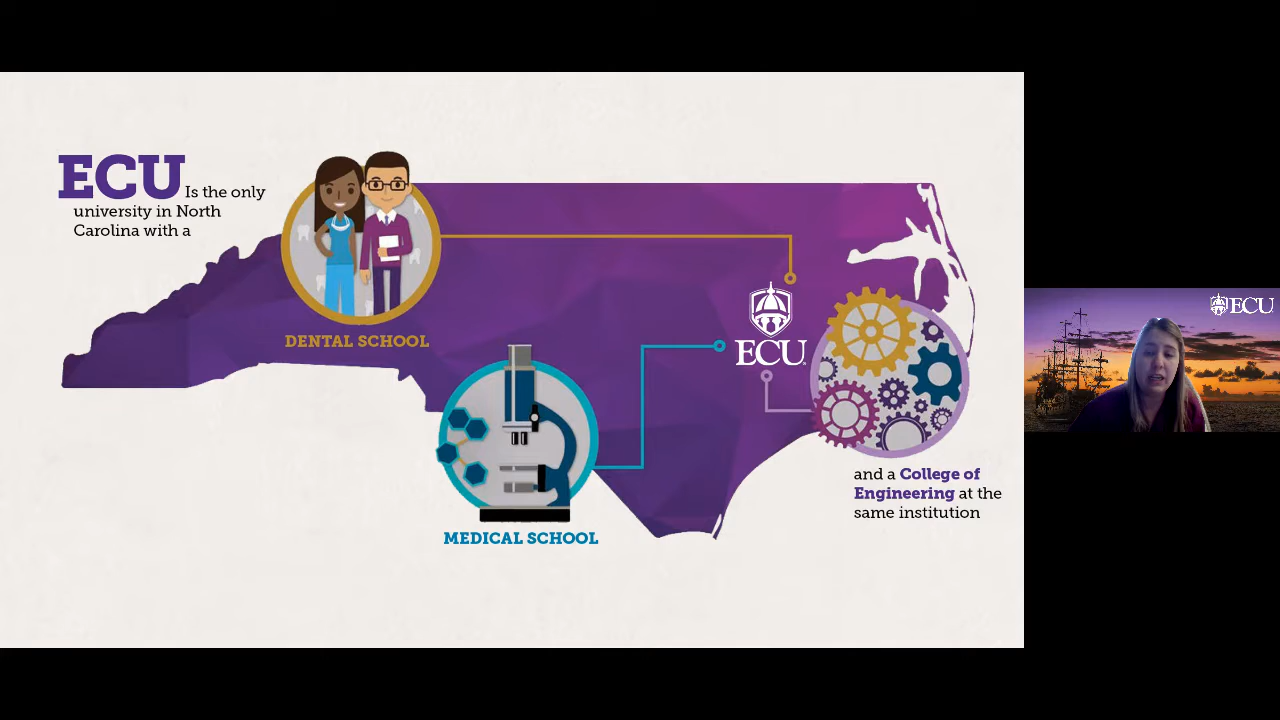 ECU Is the only
university in North
Carolina with a
DENTAL SCHOOL
MEDICAL SCHOOL
ECU
and a College of
Engineering at the
same institution
ECU